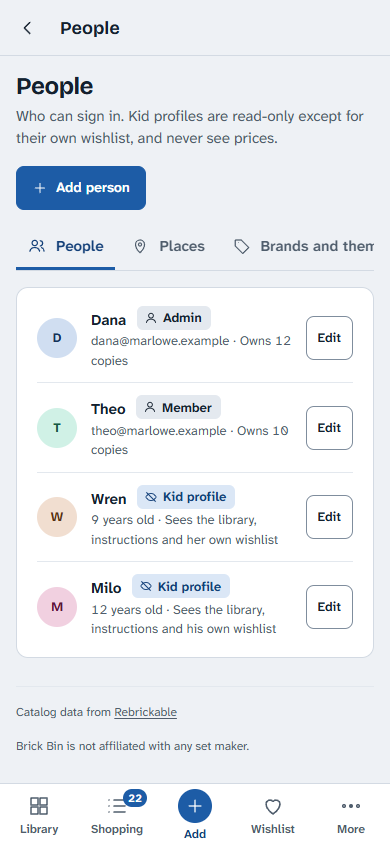 People
People
Who can sign in. Kid profiles are read-only except for
their own wishlist, and never see prices.
Add person
People
Places
Brands and them
D
Dana
Admin
dana@marlowe.example · Owns 12
copies
Edit
T
Theo
Member
theo@marlowe.example · Owns 10
copies
Edit
W
Wren
Kid profile
9 years old · Sees the library,
instructions and her own wishlist
Edit
M
Milo
Kid profile
12 years old · Sees the library,
instructions and his own wishlist
Edit
Catalog data from Rebrickable
Brick Bin is not affiliated with any set maker.
22
Library
Shopping
Add
Wishlist
More